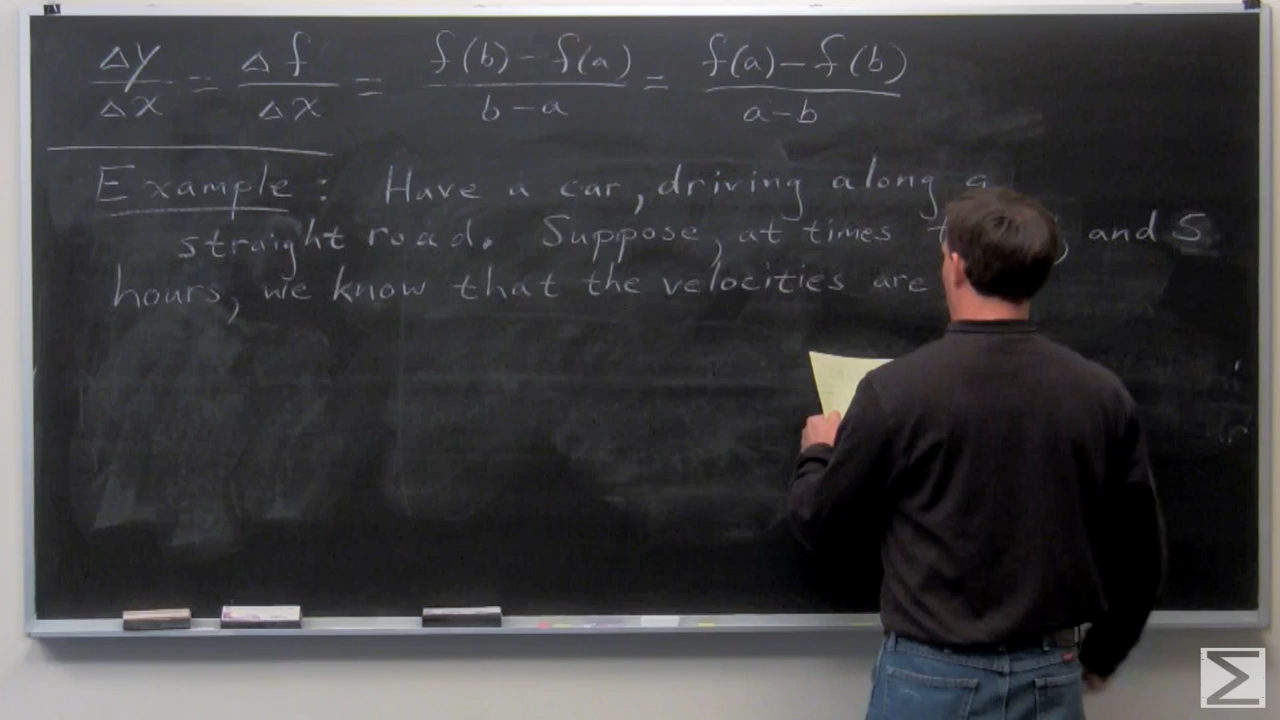 Δy/Δx = Δf/Δx = f(b)-f(a)/b-a = f(a)-f(b)/a-b
Example: Have a car, driving along a
straight road. Suppose, at times t , and 5
hours, we know that the velocities are
Σ